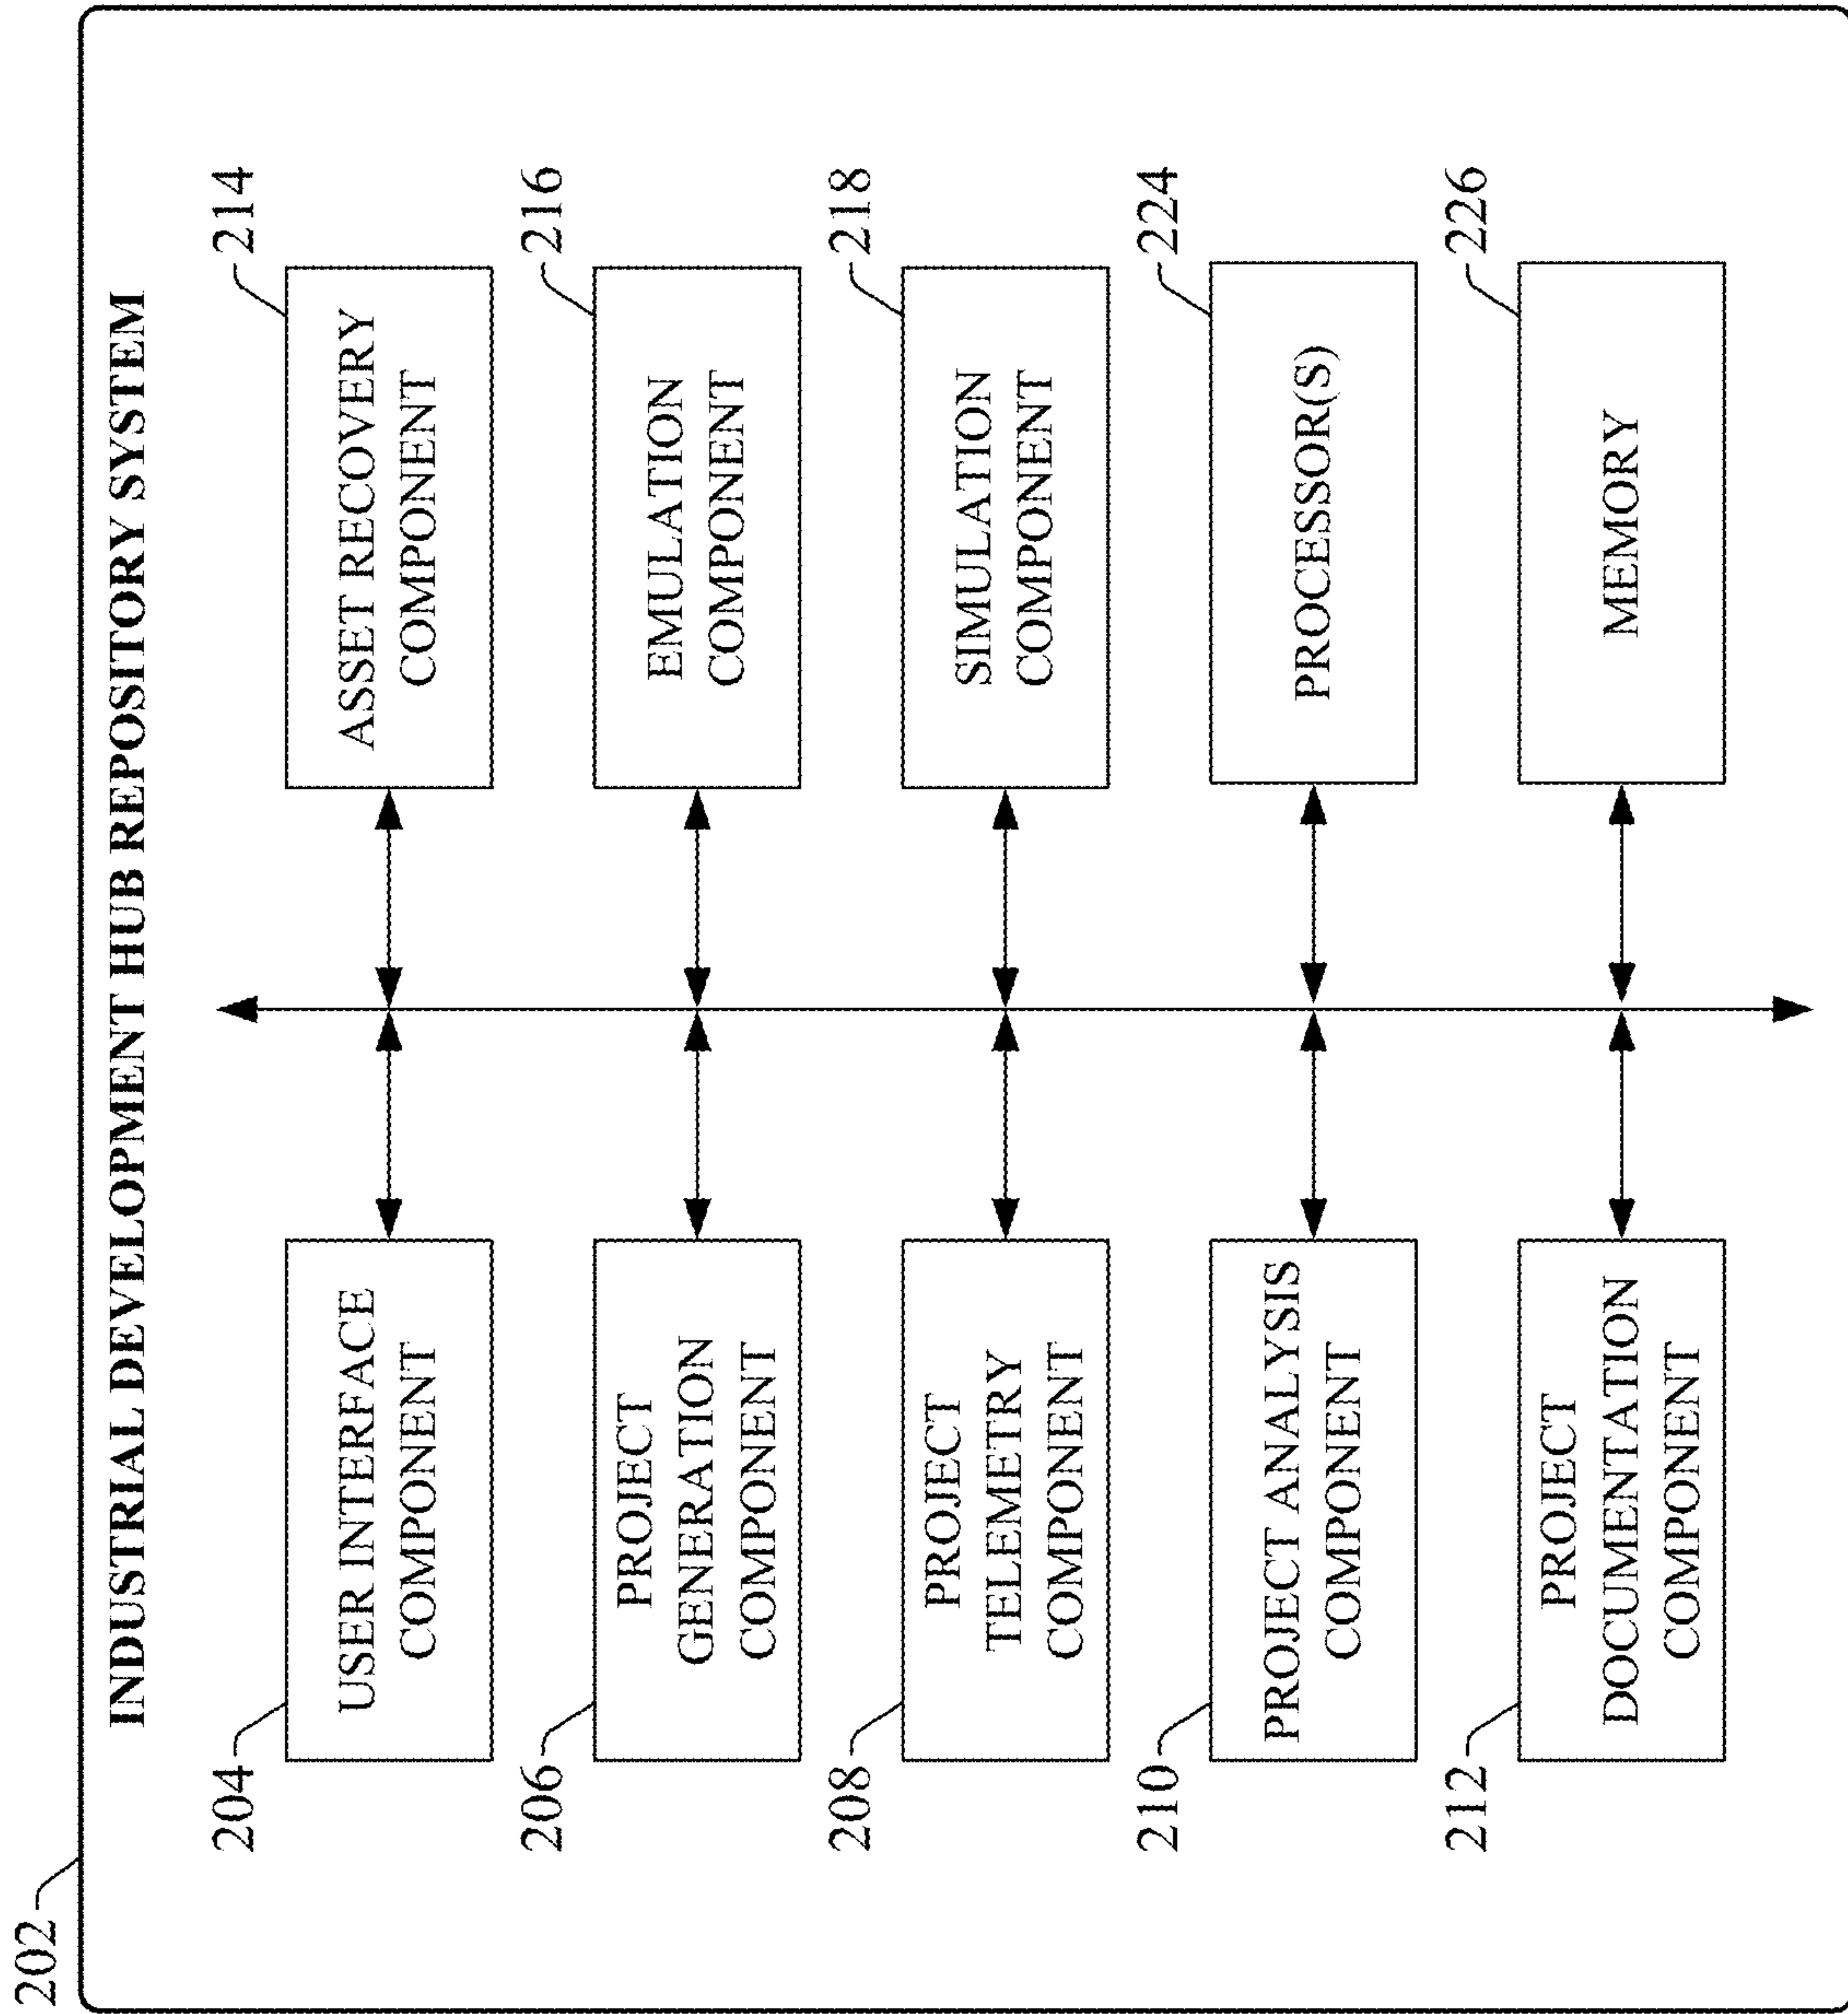 202
INDUSTRIAL DEVELOPMENT HUB REPOSITORY SYSTEM
204
USER INTERFACE
COMPONENT
214
ASSET RECOVERY
COMPONENT
206
PROJECT
GENERATION
COMPONENT
216
EMULATION
COMPONENT
208
PROJECT
TELEMETRY
COMPONENT
218
SIMULATION
COMPONENT
210
PROJECT ANALYSIS
COMPONENT
224
PROCESSOR(S)
212
PROJECT
DOCUMENTATION
COMPONENT
226
MEMORY